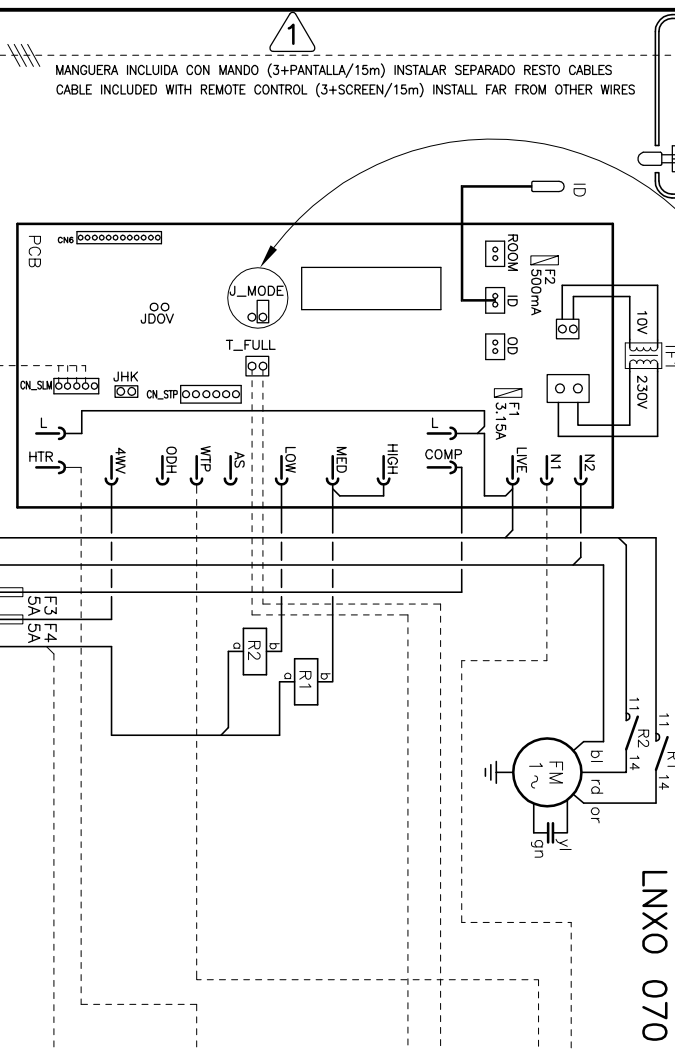 1
MANGUERA INCLUIDA CON MANDO (3+PANTALLA/15m) INSTALAR SEPARADO RESTO CABLES
CABLE INCLUDED WITH REMOTE CONTROL (3+SCREEN/15m) INSTALL FAR FROM OTHER WIRES
ID
PCB
CN6
ROOM
F2
500mA
J_MODE
ID
JDOV
10V
T_FULL
OD
230V
CN_SLM
JHK
CN_STP
F1
3.15A
L
L
HTR
4WV
ODH
WTP
AS
LOW
MED
HIGH
COMP
LIVE
N1
N2
F3
5A
F4
5A
a
R2
b
a
R1
b
11
R2
14
11
14
FM
1 ~
bl
rd
or
gn
yl
LNXO 070